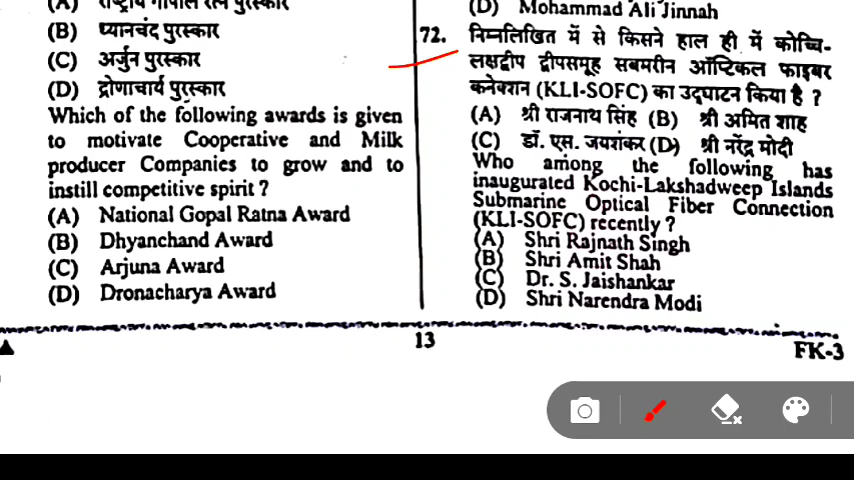 (A) राष्ट्रीय गोपाल रत्न पुरस्कार
(B) ध्यानचंद पुरस्कार
(C) अर्जुन पुरस्कार
(D) द्रोणाचार्य पुरस्कार
Which of the following awards is given
to motivate Cooperative and Milk
producer Companies to grow and to
instill competitive spirit ?
(A) National Gopal Ratna Award
(B) Dhyanchand Award
(C) Arjuna Award
(D) Dronacharya Award
(D) Mohammad Ali Jinnah
72. निम्नलिखित में से किसने हाल ही में कोच्चि-
लक्षद्वीप द्वीपसमूह सबमरीन ऑप्टिकल फाइबर
कनेक्शन (KLI-SOFC) का उद्घाटन किया है ?
(A) श्री राजनाथ सिंह (B) श्री अमित शाह
(C) डॉ. एस. जयशंकर (D) श्री नरेंद्र मोदी
Who among the following has
inaugurated Kochi-Lakshadweep Islands
Submarine Optical Fiber Connection
(KLI-SOFC) recently ?
(A) Shri Rajnath Singh
(B) Shri Amit Shah
(C) Dr. S. Jaishankar
(D) Shri Narendra Modi
13
FK-3